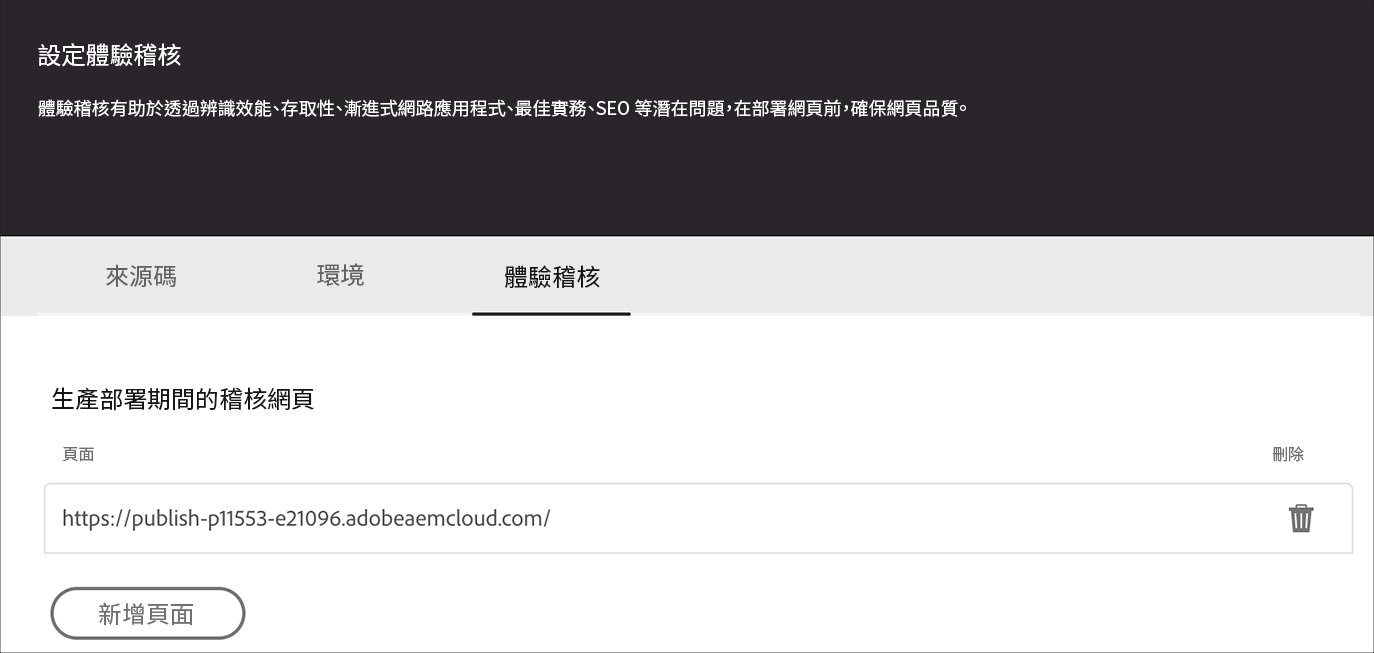 設定體驗稽核
體驗稽核有助於透過辨識效能、存取性、漸進式網路應用程式、最佳實務、SEO 等潛在問題，在部署網頁前，確保網頁品質。
來源碼 環境 體驗稽核
生產部署期間的稽核網頁
頁面 刪除
https://publish-p11553-e21096.adobeaemcloud.com/
新增頁面